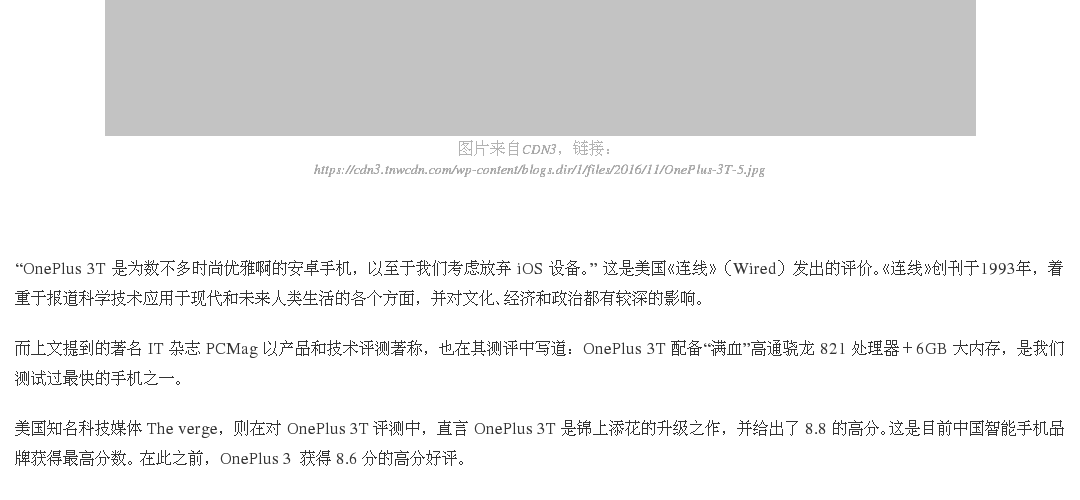 图片来自CDN3，链接：
https://cdn3.tnwcdn.com/wp-content/blogs.dir/1/files/2016/11/OnePlus-3T-5.jpg
“OnePlus 3T 是为数不多时尚优雅啊的安卓手机，以至于我们考虑放弃 iOS 设备。” 这是美国《连线》（Wired）发出的评价。《连线》创刊于1993年，着
重于报道科学技术应用于现代和未来人类生活的各个方面，并对文化、经济和政治都有较深的影响。
而上文提到的著名 IT 杂志 PCMag 以产品和技术评测著称，也在其测评中写道：OnePlus 3T 配备“满血”高通骁龙 821 处理器＋6GB 大内存，是我们
测试过最快的手机之一。
美国知名科技媒体 The verge，则在对 OnePlus 3T 评测中，直言 OnePlus 3T 是锦上添花的升级之作，并给出了 8.8 的高分。这是目前中国智能手机品
牌获得最高分数。在此之前，OnePlus 3 获得 8.6 分的高分好评。